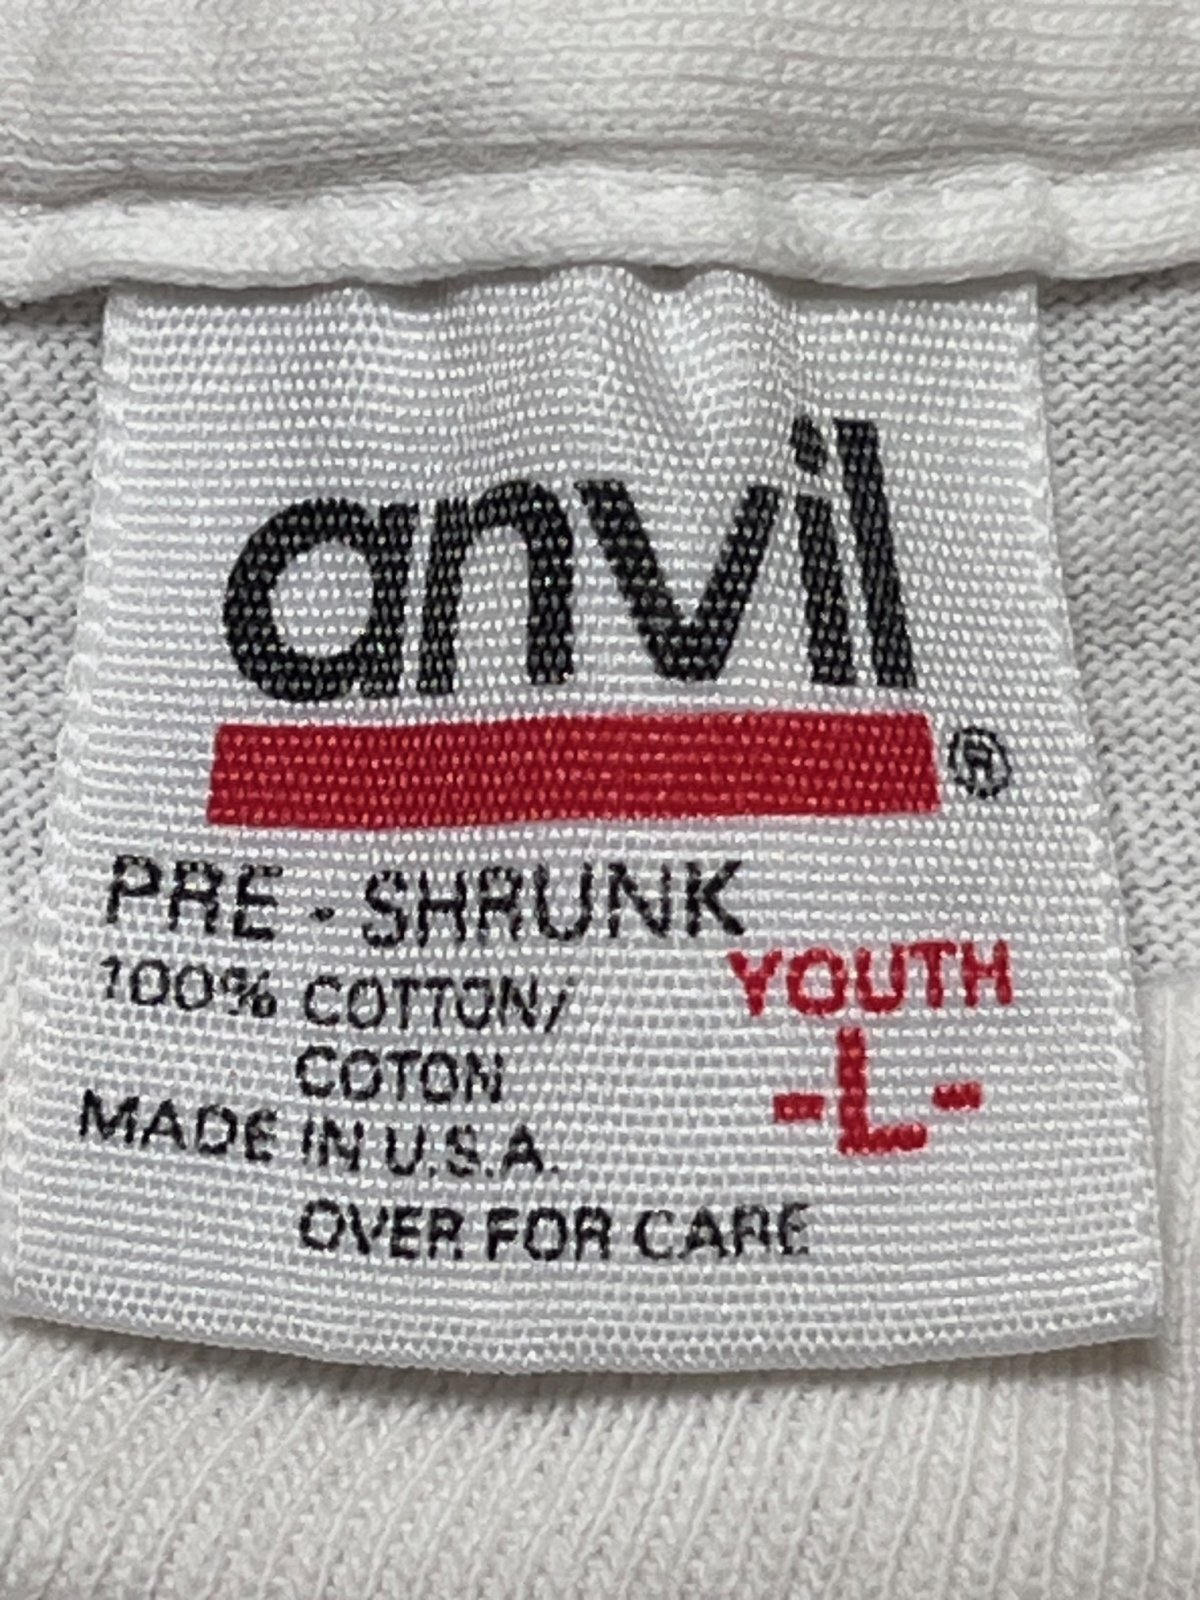 anvil®
PRE-SHRUNK
100% COTTON/
COTON
MADE IN U.S.A.
YOUTH
-L-
OVER FOR CARE